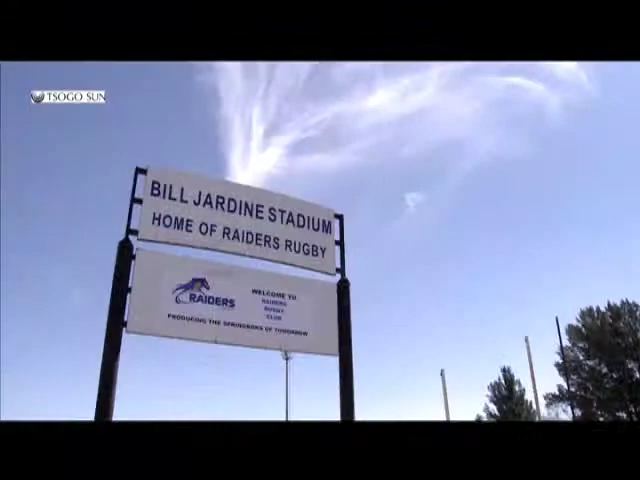 TSOGO SUN
BILL JARDINE STADIUM
HOME OF RAIDERS RUGBY
RAIDERS
WELCOME TO
RAIDERS
RUGBY
CLUB
PRODUCING THE SPRINGBOKS OF TOMORROW